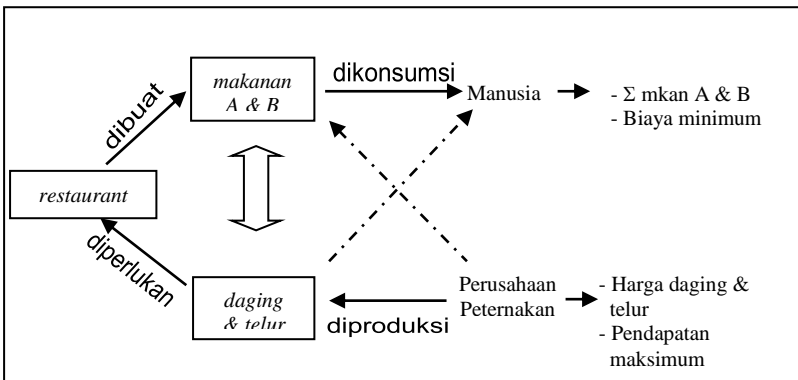 makanan
A & B
dikonsumsi
Manusia
- Σ mkan A & B
- Biaya minimum
dibuat
restaurant
diperlukan
daging
& telur
diproduksi
Perusahaan
Peternakan
- Harga daging &
telur
- Pendapatan
maksimum